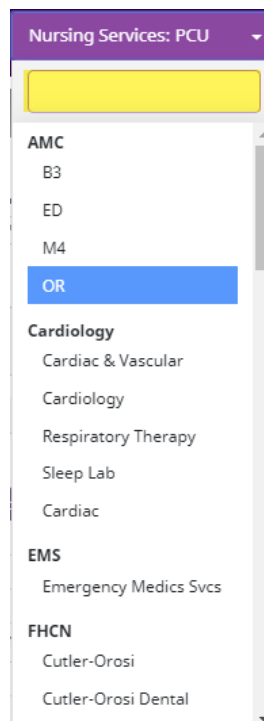 Nursing Services: PCU
AMC
B3
ED
M4
OR
Cardiology
Cardiac & Vascular
Cardiology
Respiratory Therapy
Sleep Lab
Cardiac
EMS
Emergency Medics Svcs
FHCN
Cutler-Orosi
Cutler-Orosi Dental